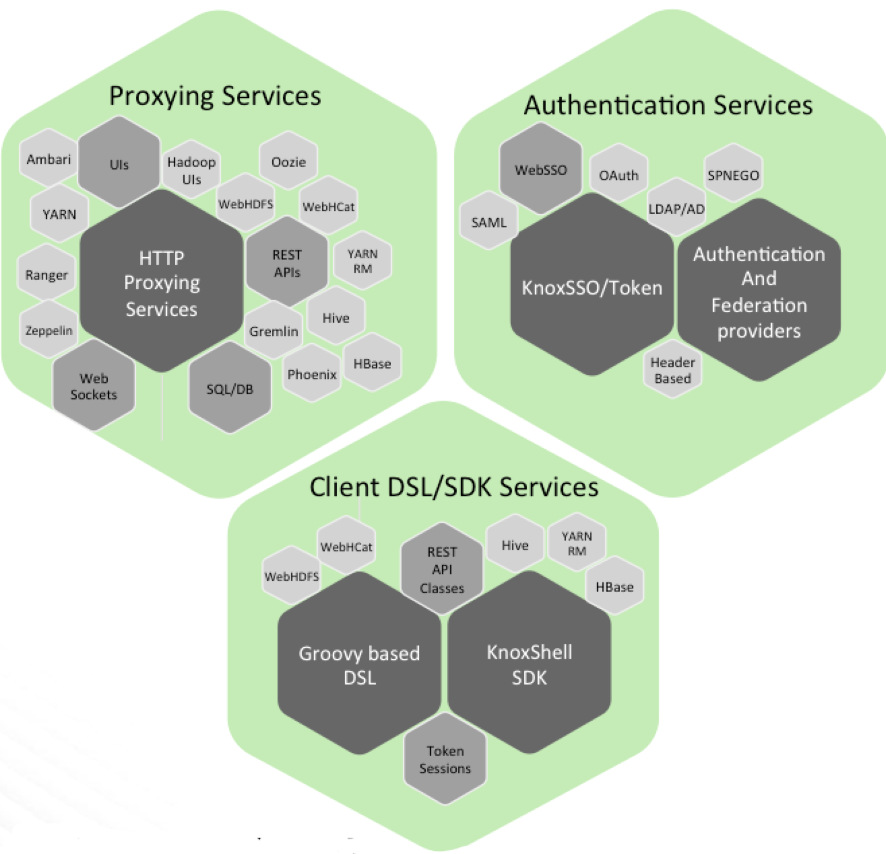 Proxying Services
Ambari
UIs
Hadoop
UIs
Oozie
YARN
WebHDFS
WebHCat
Ranger
HTTP
Proxying
Services
REST
APIs
YARN
RM
Zeppelin
Gremlin
Hive
Web
Sockets
SQL/DB
Phoenix
HBase
Authentication Services
WebSSO
OAuth
SPNEGO
SAML
LDAP/AD
KnoxSSO/Token
Authentication
And
Federation
providers
Header
Based
Client DSL/SDK Services
WebHDFS
WebHCat
REST
API
Classes
Hive
YARN
RM
HBase
Groovy based
DSL
KnoxShell
SDK
Token
Sessions